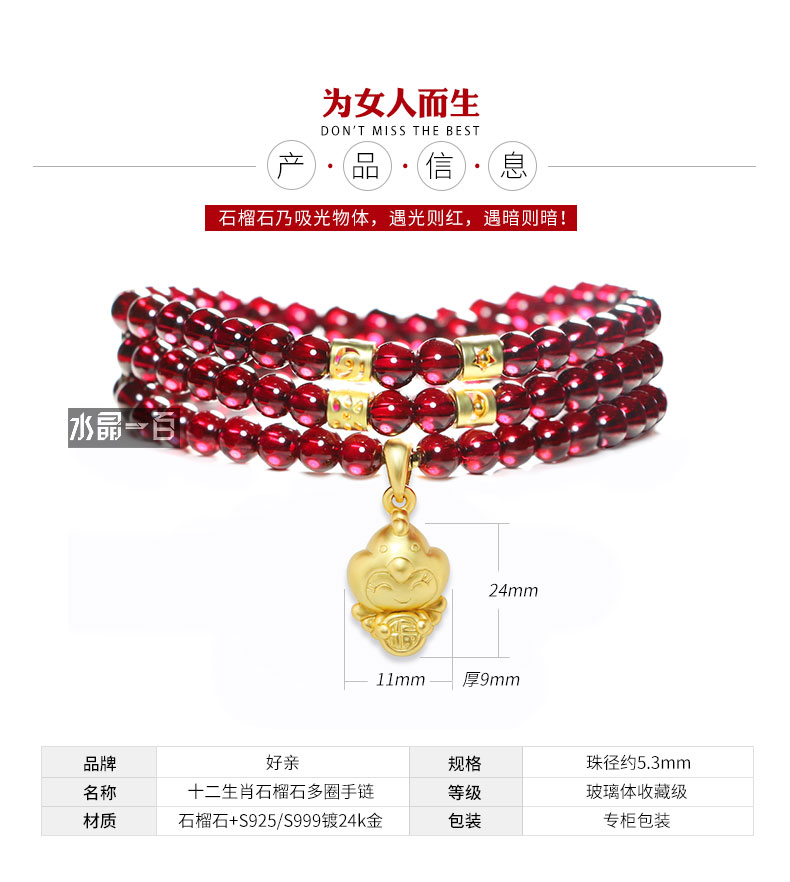 为女人而生
DON'T MISS THE BEST
产·品·信·息
石榴石乃吸光物体，遇光则红，遇暗则暗！
水晶一百
福
24mm
11mm 厚9mm
品牌 好亲 规格 珠径约5.3mm
名称 十二生肖石榴石多圈手链 等级 玻璃体收藏级
材质 石榴石+S925/S999镀24k金 包装 专柜包装